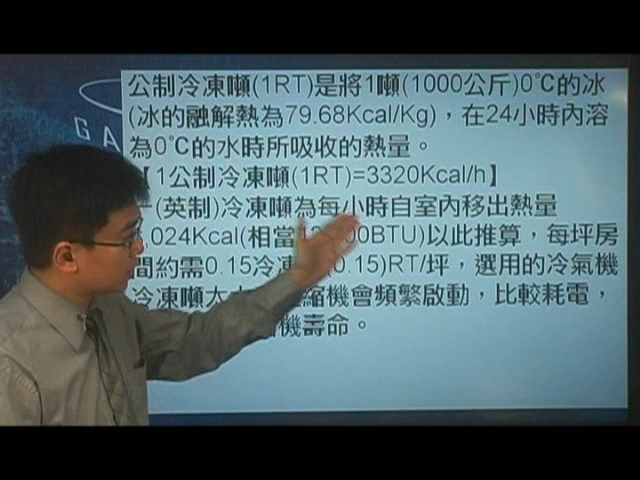 公制冷凍噸(1RT)是將1噸(1000公斤)0℃的冰
(冰的融解熱為79.68Kcal/Kg)，在24小時內溶
為0℃的水時所吸收的熱量。
【1公制冷凍噸(1RT)=3320Kcal/h】
一(英制)冷凍噸為每小時自室內移出熱量
024Kcal(相當 00BTU)以此推算，每坪房
間約需0.15冷凍 (0.15)RT/坪，選用的冷氣機
冷凍噸太 縮機會頻繁啟動，比較耗電，
機壽命。
GA